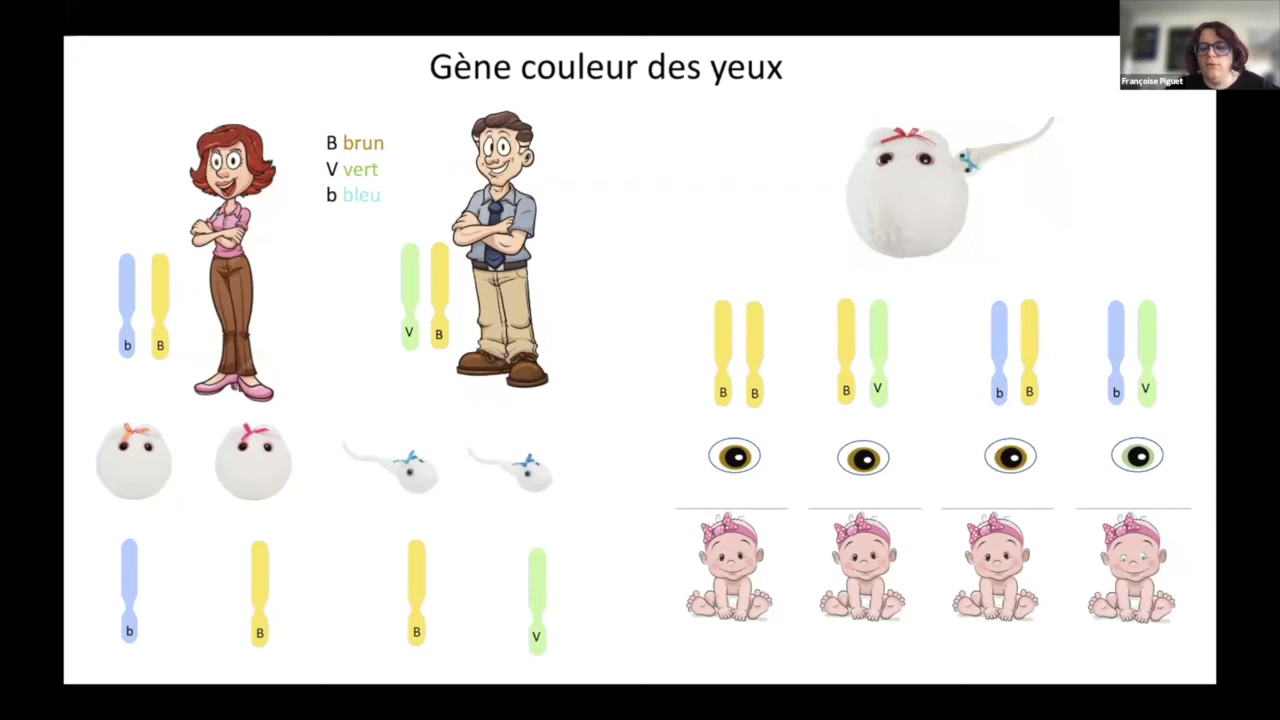 Gène couleur des yeux
Françoise Piguet
B brun
V vert
b bleu
b B
V B
B B
B V
b B
b V
b
B
B
V